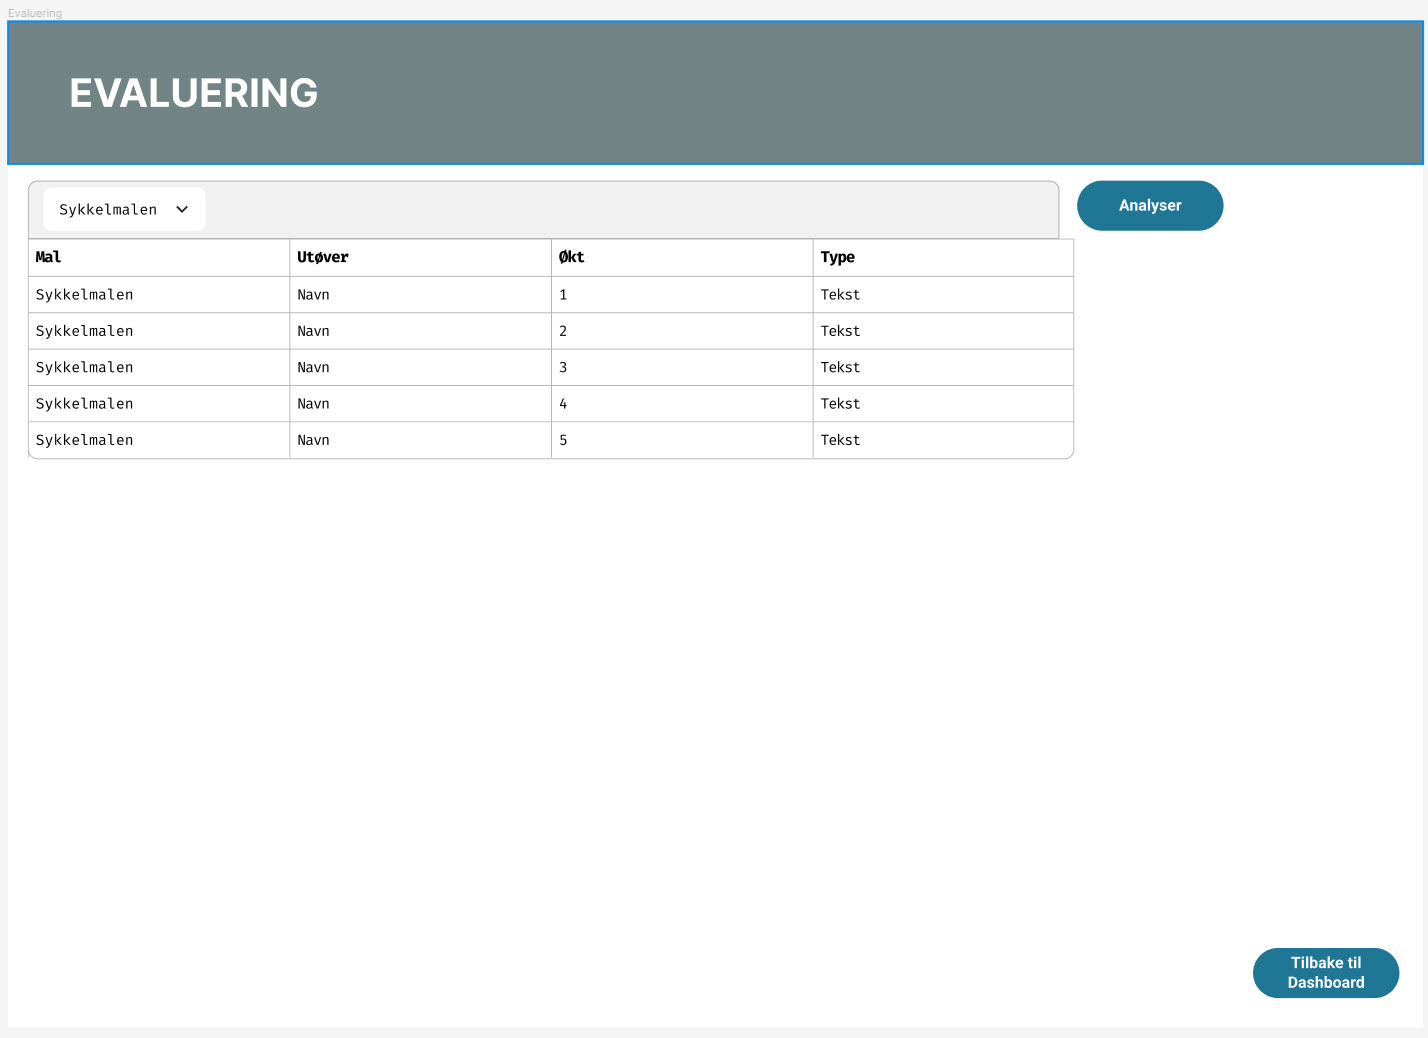 Evaluering
EVALUERING
Sykkelmalen
Analyser
Mal Utøver Økt Type
Sykkelmalen Navn 1 Tekst
Sykkelmalen Navn 2 Tekst
Sykkelmalen Navn 3 Tekst
Sykkelmalen Navn 4 Tekst
Sykkelmalen Navn 5 Tekst
Tilbake til
Dashboard